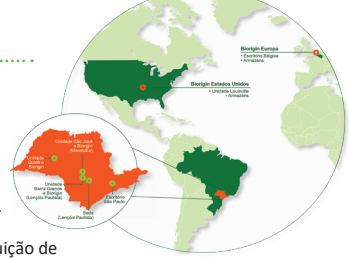 Biorigin Europa
• Escritório Bélgica
• Armazéns
Biorigin Estados Unidos
• Unidade Louisville
• Armazéns
Unidade São José
e Biorigin
(Macatuba)
Unidade
Quatá e
Biorigin
Unidade
Barra Grande
e Biorigin
(Lençóis Paulista)
Sede
(Lençóis Paulista)
Escritório
São Paulo
uição de